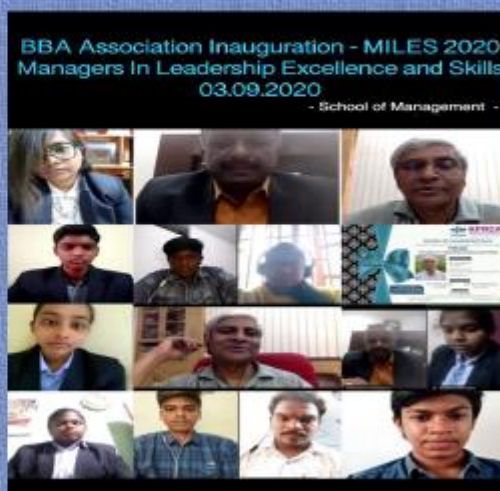 BBA Association Inauguration - MILES 2020
Managers In Leadership Excellence and Skills
03.09.2020
- School of Management -